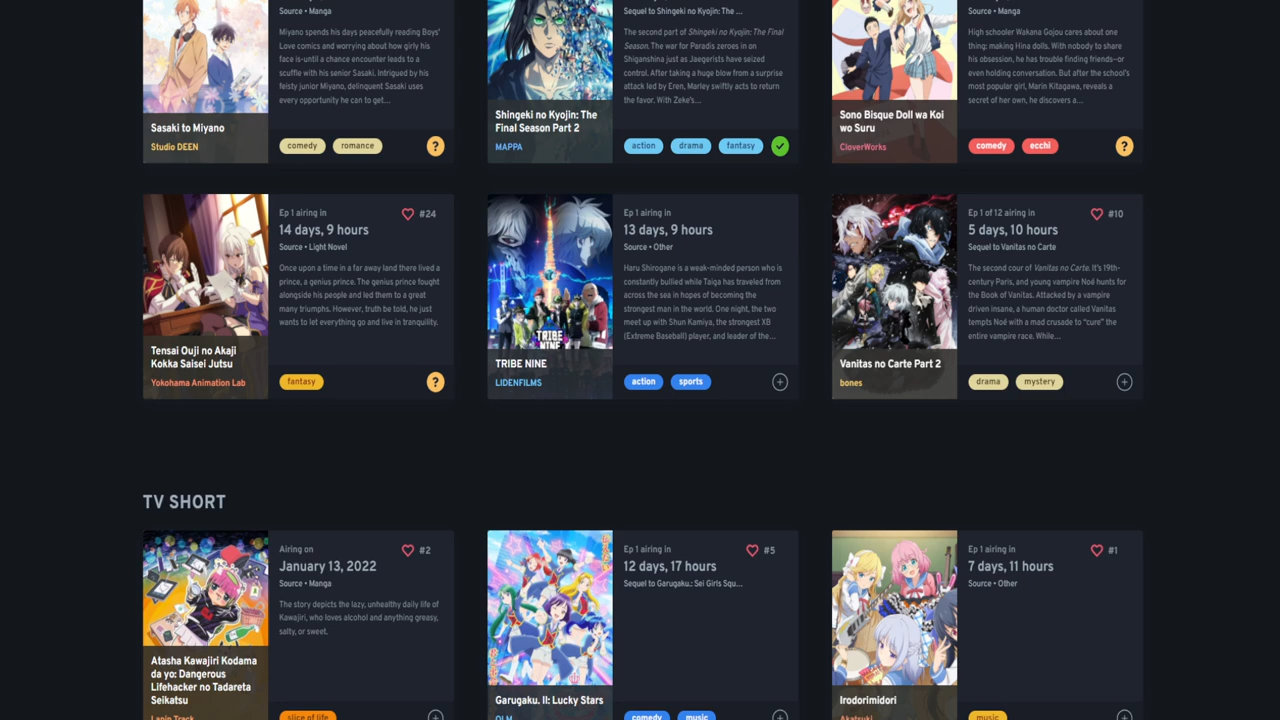 Source • Manga
Miyano spends his days peacefully reading Boys'
Love comics and worrying about how girly his
face is-until a chance encounter leads to a
scuffle with his senior Sasaki. Intrigued by his
feisty junior Miyano, delinquent Sasaki uses
every opportunity he can to get...
Sasaki to Miyano
Studio DEEN
comedy romance
?
Sequel to Shingeki no Kyojin: The ...
The second part of Shingeki no Kyojin: The Final
Season. The war for Paradis zeroes in on
Shiganshina just as Jaegerists have seized
control. After taking a huge blow from a surprise
attack led by Eren, Marley swiftly acts to return
the favor. With Zeke's...
Shingeki no Kyojin: The
Final Season Part 2
MAPPA
action drama fantasy
Source • Manga
High schooler Wakana Gojou cares about one
thing: making Hina dolls. With nobody to share
his obsession, he has trouble finding friends—or
even holding conversation. But after the school's
most popular girl, Marin Kitagawa, reveals a
secret of her own, he discovers a...
Sono Bisque Doll wa Koi
wo Suru
CloverWorks
comedy ecchi
?
Ep 1 airing in
#24
14 days, 9 hours
Source • Light Novel
Once upon a time in a far away land there lived a
prince, a genius prince. The genius prince fought
alongside his people and led them to a great
many triumphs. However, truth be told, he just
wants to let everything go and live in tranquility.
Tensai Ouji no Akaji
Kokka Saisei Jutsu
Yokohama Animation Lab
fantasy
?
Ep 1 airing in
13 days, 9 hours
Source • Other
Haru Shirogane is a weak-minded person who is
constantly bullied while Taiga has traveled from
across the sea in hopes of becoming the
strongest man in the world. One night, the two
meet up with Shun Kamiya, the strongest XB
(Extreme Baseball) player, and leader of the...
TRIBE
NINE
TRIBE NINE
LIDENFILMS
action sports
Ep 1 of 12 airing in
#10
5 days, 10 hours
Sequel to Vanitas no Carte
The second cour of Vanitas no Carte. It's 19th-
century Paris, and young vampire Noé hunts for
the Book of Vanitas. Attacked by a vampire
driven insane, a human doctor called Vanitas
tempts Noé with a mad crusade to "cure" the
entire vampire race. While...
Vanitas no Carte Part 2
bones
drama mystery
TV SHORT
Airing on
#2
January 13, 2022
Source • Manga
The story depicts the lazy, unhealthy daily life of
Kawajiri, who loves alcohol and anything greasy,
salty, or sweet.
Atasha Kawajiri Kodama
da yo: Dangerous
Lifehacker no Tadareta
Seikatsu
Lapin Track
slice of life
Ep 1 airing in
#5
12 days, 17 hours
Sequel to Garugaku.: Sei Girls Squ...
Garugaku. II: Lucky Stars
OLM
comedy music
Ep 1 airing in
#1
7 days, 11 hours
Source • Other
Irodorimidori
Akatsuki
music